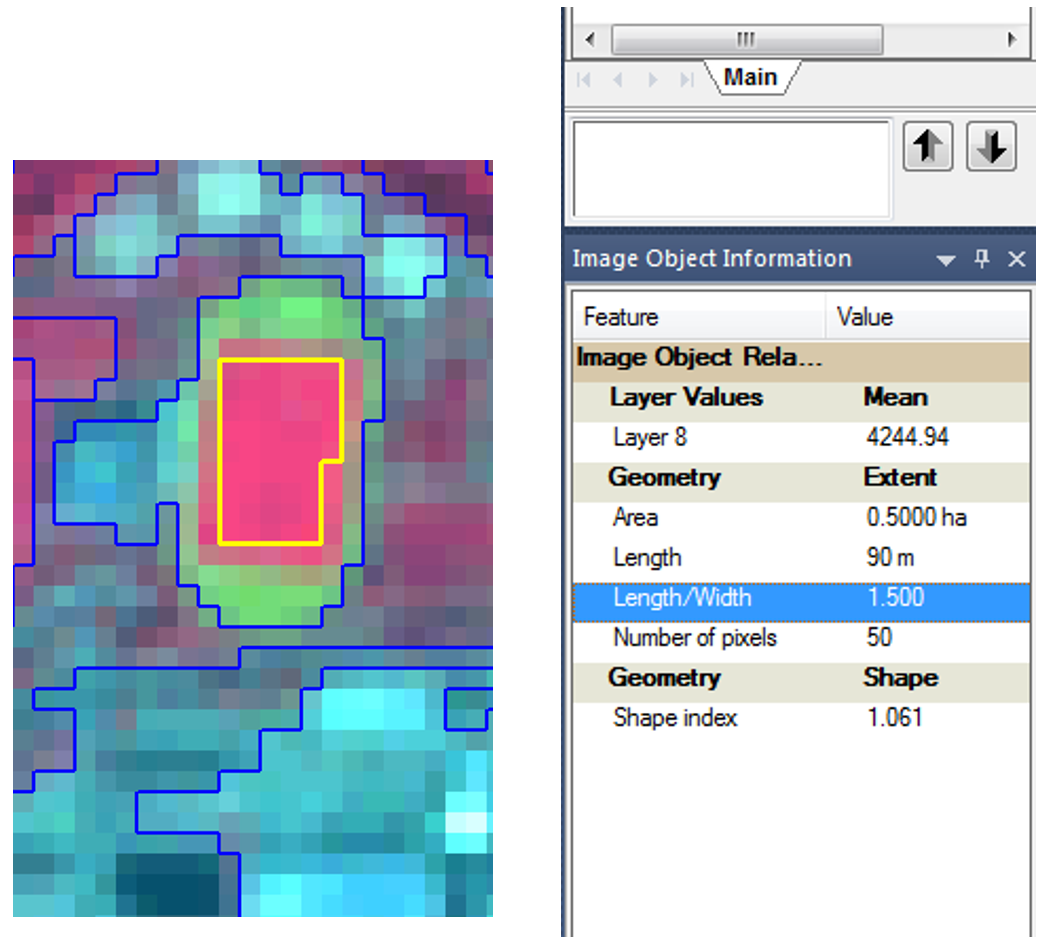 Main
Image Object Information
Feature Value
Image Object Rela...
Layer Values Mean
Layer 8 4244.94
Geometry Extent
Area 0.5000 ha
Length 90 m
Length/Width 1.500
Number of pixels 50
Geometry Shape
Shape index 1.061